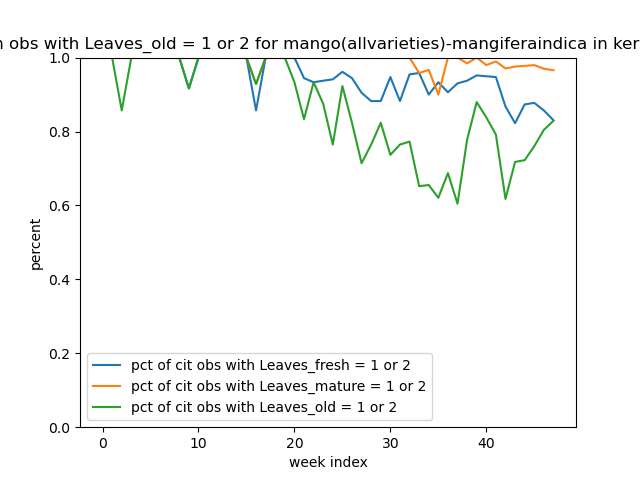 obs with Leaves_old = 1 or 2 for mango(allvarieties)-mangiferaindica in ker
1.0
0.8
0.6
0.4
0.2
0.0
percent
pct of cit obs with Leaves_fresh = 1 or 2
pct of cit obs with Leaves_mature = 1 or 2
pct of cit obs with Leaves_old = 1 or 2
0 10 20 30 40
week index